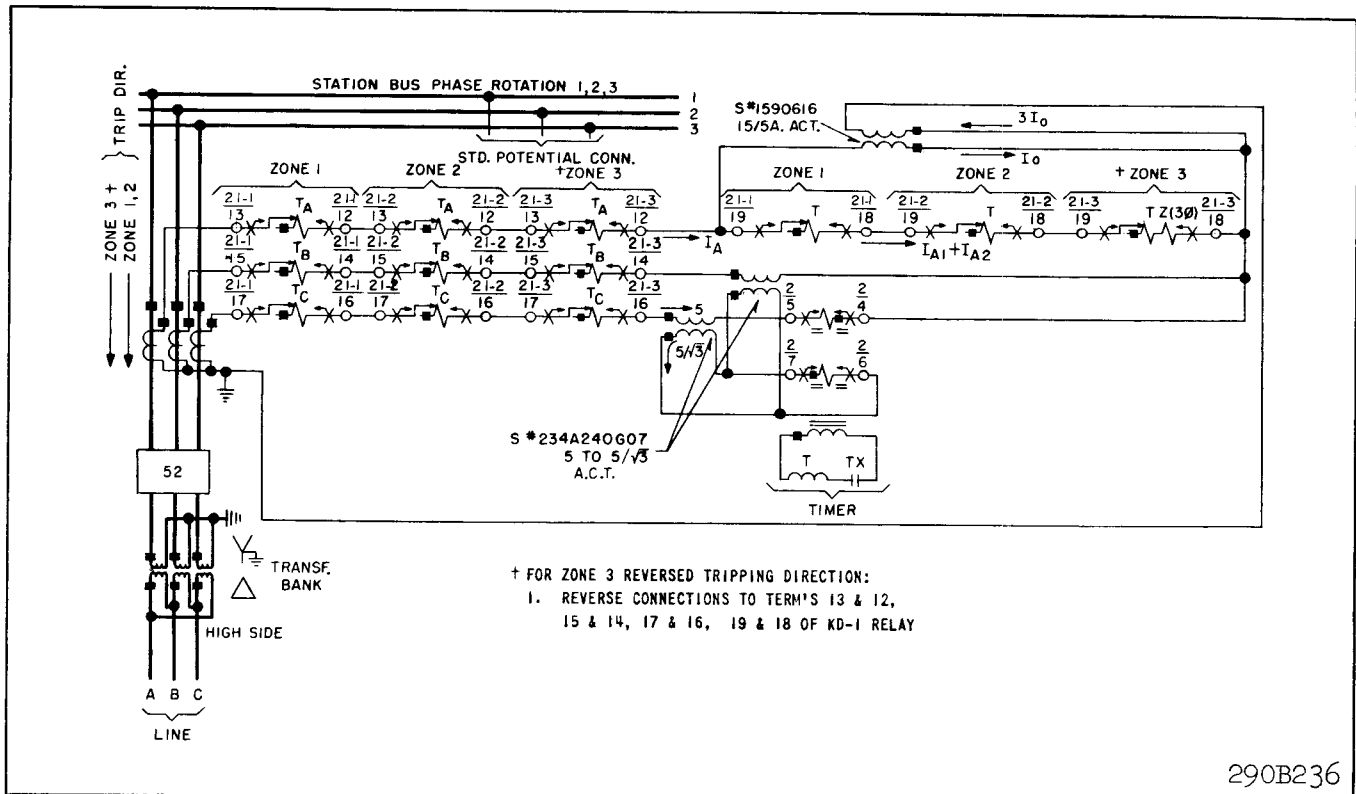 TRIP DIR.
ZONE 3 +
ZONE 1,2
STATION BUS PHASE ROTATION 1,2,3
1
2
3
STD. POTENTIAL CONN.
S#1590616
15/5A. ACT.
3I₀
I₀
ZONE 1
ZONE 2
†ZONE 3
ZONE 1
ZONE 2
† ZONE 3
21-1
13
TA
21-1
12
21-2
13
TA
21-2
12
21-3
13
TA
21-3
12
IA
21-1
19
T
21-1
18
IA1 + IA2
21-2
19
T
21-2
18
21-3
19
T Z(3Ø)
21-3
18
21-1
15
TB
21-1
14
21-2
15
TB
21-2
14
21-3
15
TB
21-3
14
21-1
17
TC
21-1
16
21-2
17
TC
21-2
16
21-3
17
TC
21-3
16
5
5/√3
2
5
2
4
2
7
2
6
S#234A240G07
5 TO 5/√3
A.C.T.
T
TX
TIMER
52
TRANSF.
BANK
HIGH SIDE
A B C
LINE
† FOR ZONE 3 REVERSED TRIPPING DIRECTION:
1. REVERSE CONNECTIONS TO TERM'S 13 & 12,
15 & 14, 17 & 16, 19 & 18 OF KD-1 RELAY
290B236